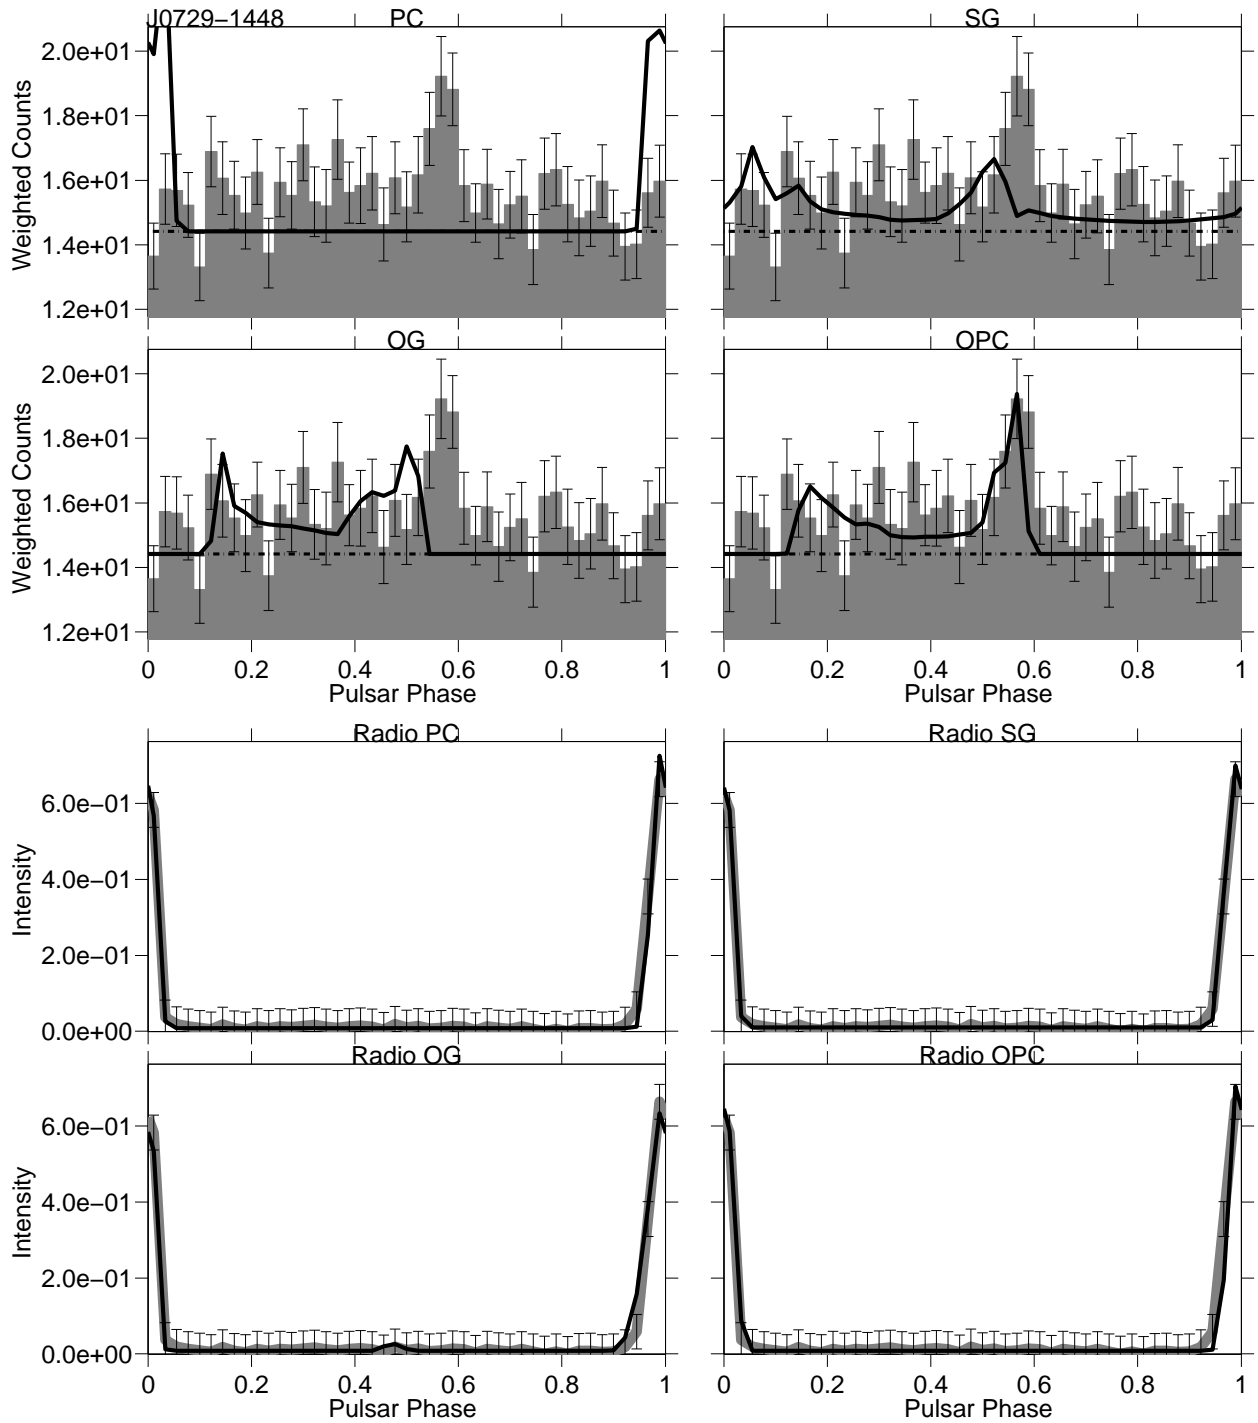 J0729−1448 PC SG
2.0e+01
1.8e+01
1.6e+01
1.4e+01
1.2e+01
Weighted Counts
OG OPC
2.0e+01
1.8e+01
1.6e+01
1.4e+01
1.2e+01
Weighted Counts
0 0.2 0.4 0.6 0.8 1 0 0.2 0.4 0.6 0.8 1
Pulsar Phase Pulsar Phase
Radio PC Radio SG
6.0e−01
4.0e−01
2.0e−01
0.0e+00
Intensity
Radio OG Radio OPC
6.0e−01
4.0e−01
2.0e−01
0.0e+00
Intensity
0 0.2 0.4 0.6 0.8 1 0 0.2 0.4 0.6 0.8 1
Pulsar Phase Pulsar Phase